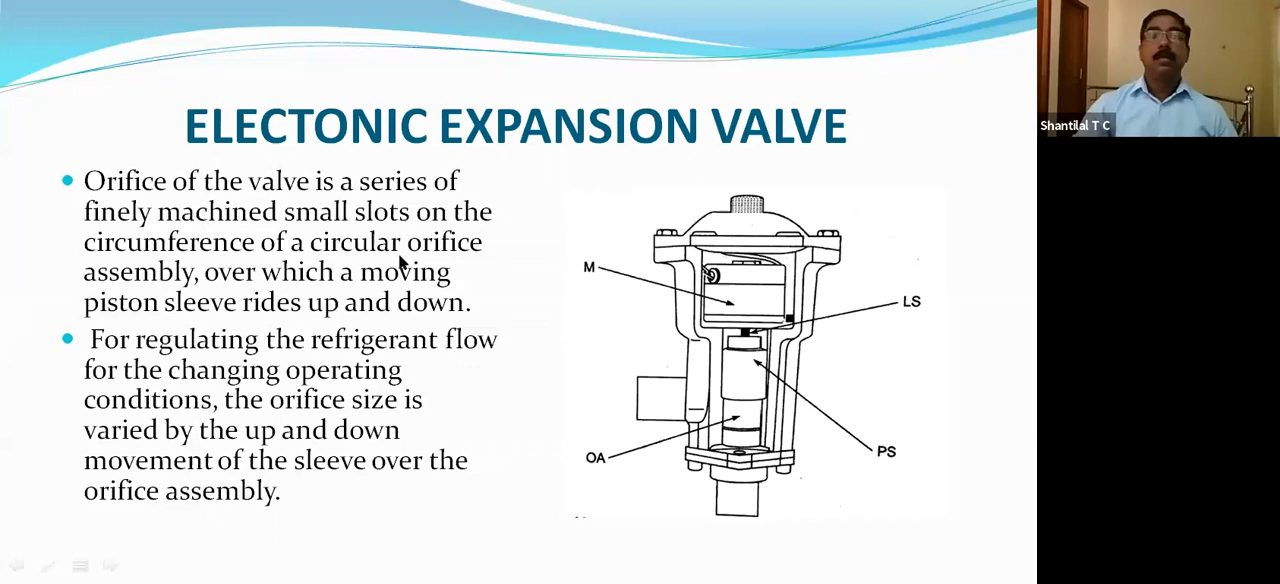 ELECTONIC EXPANSION VALVE
Orifice of the valve is a series of
finely machined small slots on the
circumference of a circular orifice
assembly, over which a moving
piston sleeve rides up and down.
For regulating the refrigerant flow
for the changing operating
conditions, the orifice size is
varied by the up and down
movement of the sleeve over the
orifice assembly.
M
LS
OA
PS
Shantilal T C